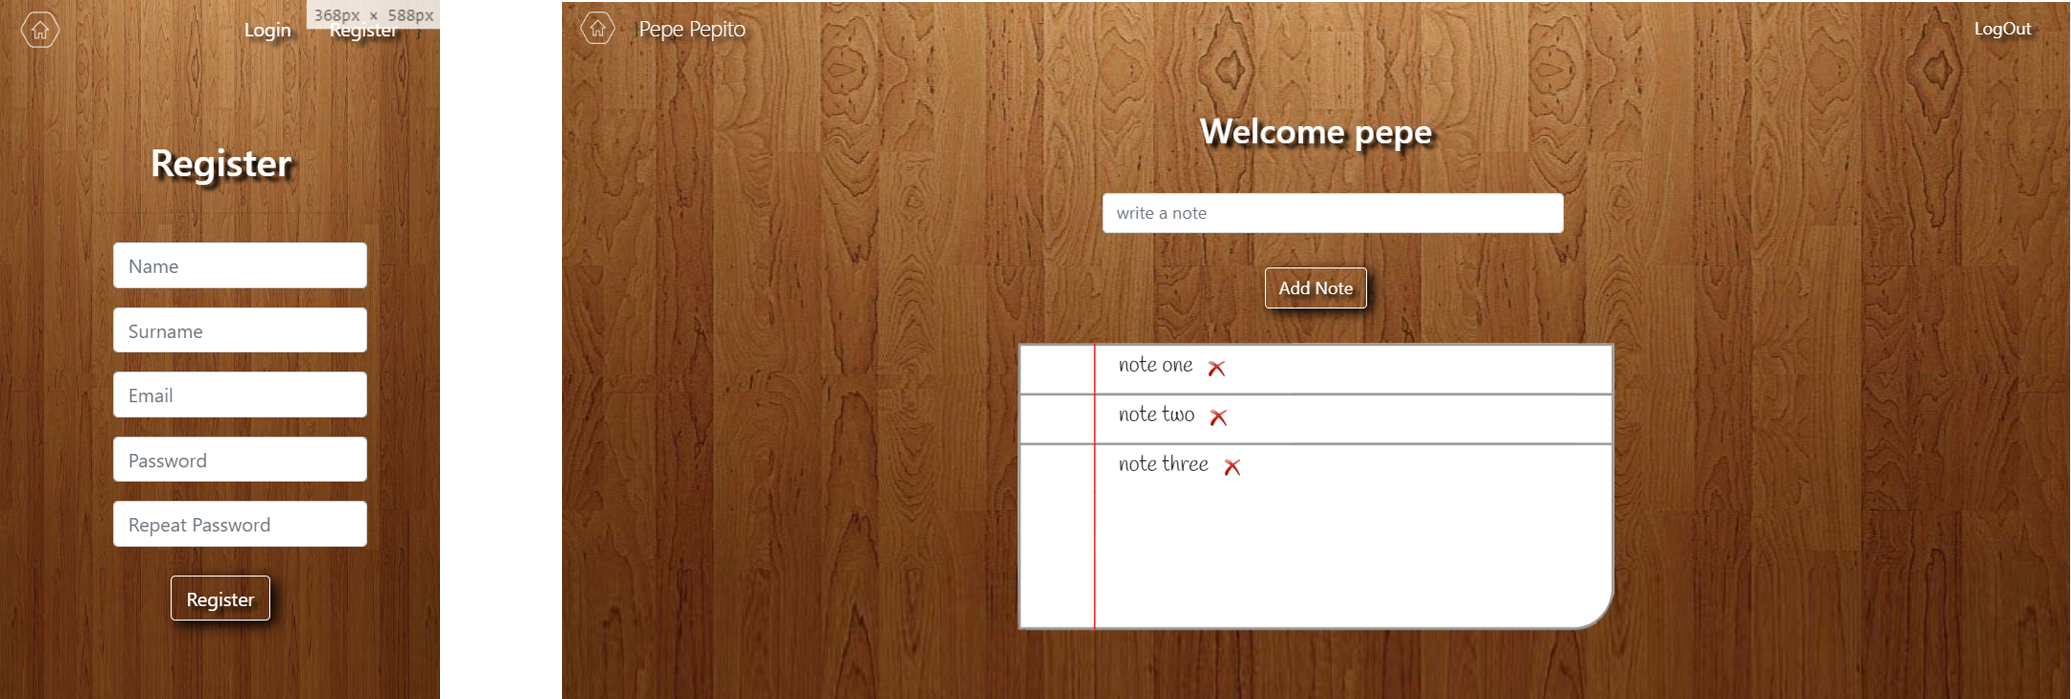 Login
368px × 588px
Register
Register
Name
Surname
Email
Password
Repeat Password
Register
Pepe Pepito
LogOut
Welcome pepe
write a note
Add Note
note one
note two
note three